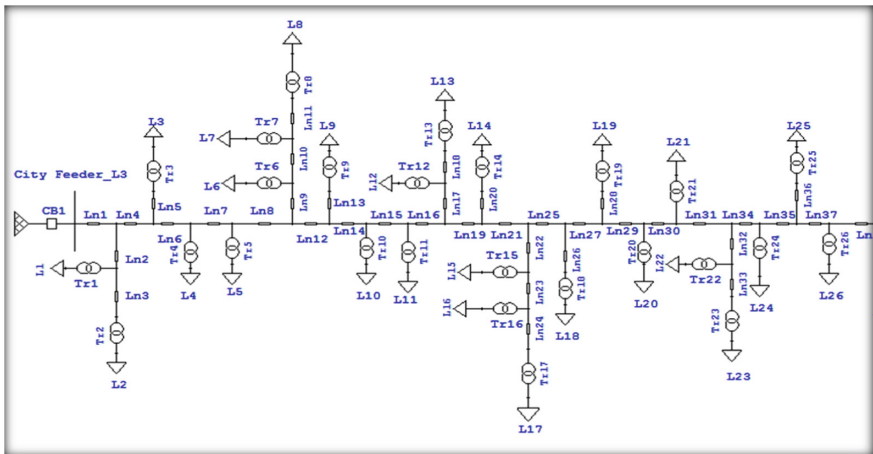 L8
Tr8
Ln11
L13
L3
Tr7
L9
Tr13
L14
L19
L25
L7
Ln10
Tr9
Tr12
Ln18
Tr14
Tr19
L21
Tr25
Tr3
Tr6
L6
L12
Tr21
City Feeder_L3
Ln9
Ln13
Ln17
Ln20
Ln28
Ln36
CB1
Ln1
Ln4
Ln5
Ln7
Ln8
Ln15
Ln16
Ln25
Ln31
Ln34
Ln35
Ln37
Ln6
Ln12
Ln14
Ln19
Ln21
Ln27
Ln29
Ln30
Ln2
Tr4
Tr5
Tr10
Tr11
Ln22
Ln26
Tr20
Ln32
Tr24
Tr26
L1
Tr1
L4
L5
L10
L11
L15
Tr15
Ln23
Tr18
L20
L22
Tr22
Ln33
L24
L26
Ln3
L16
Tr16
Ln24
L18
Tr2
Tr23
L2
Tr17
L23
L17